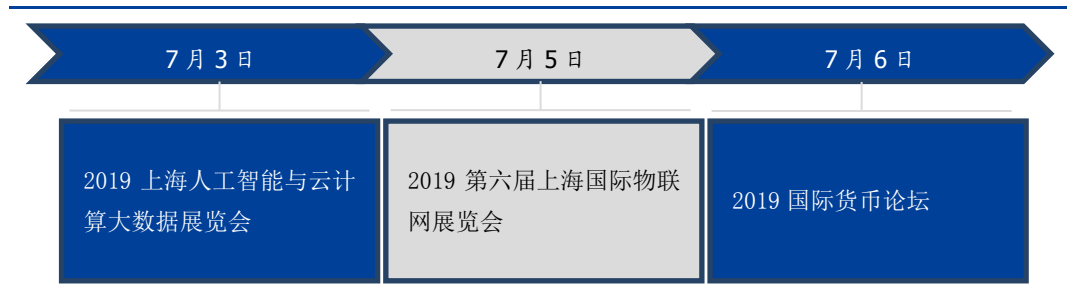 7月3日
7月5日
7月6日
2019 上海人工智能与云计
算大数据展览会
2019 第六届上海国际物联
网展览会
2019 国际货币论坛